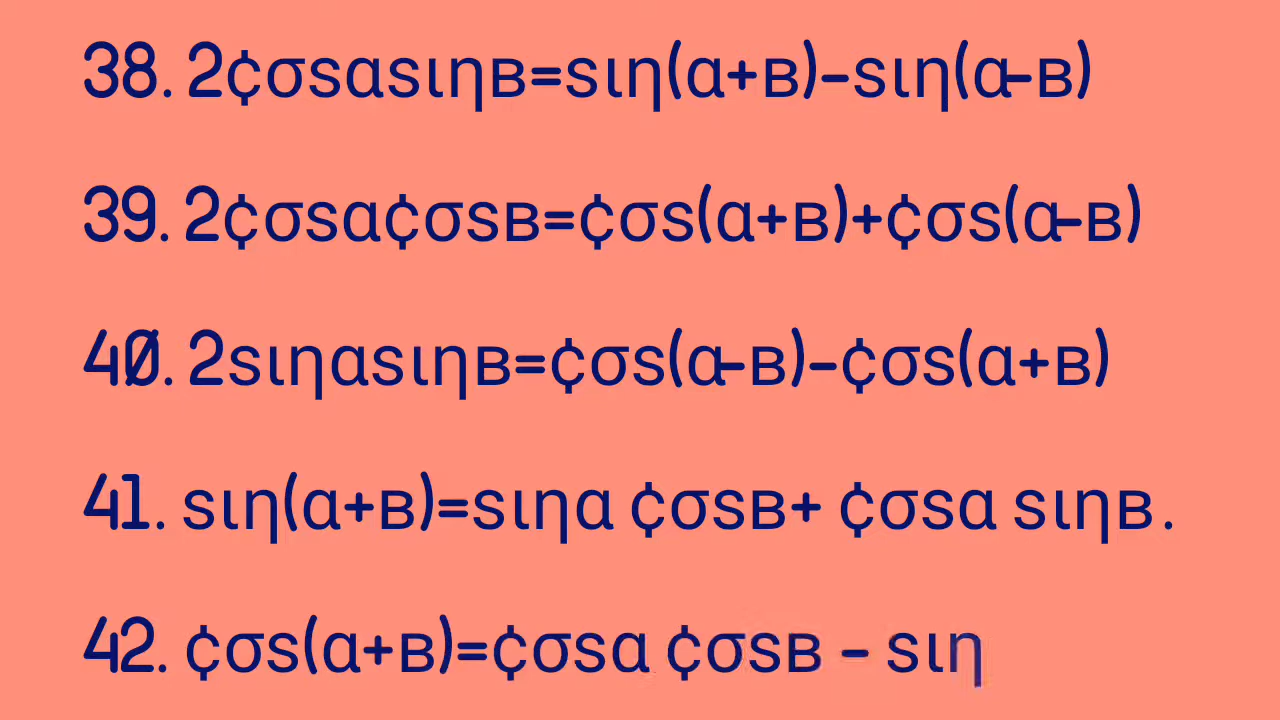 38. 2¢σsαsιηв=sιη(α+в)-sιη(α-в)
39. 2¢σsα¢σsв=¢σs(α+в)+¢σs(α-в)
40. 2sιηαsιηв=¢σs(α-в)-¢σs(α+в)
41. sιη(α+в)=sιηα ¢σsв+ ¢σsα sιηв.
42. ¢σs(α+в)=¢σsα ¢σsв - sιη